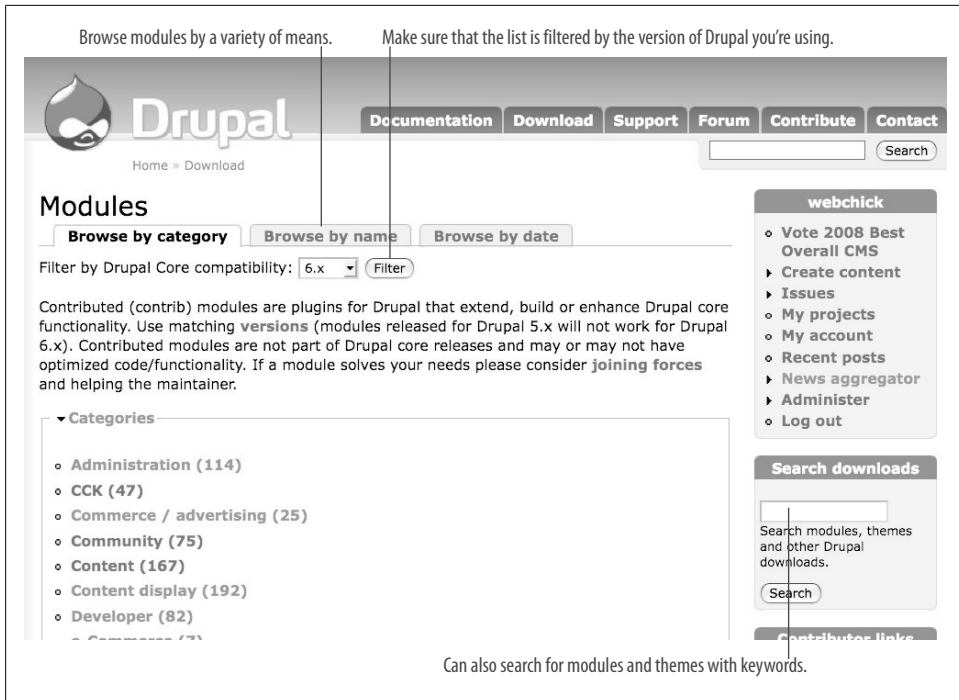 Browse modules by a variety of means.
Make sure that the list is filtered by the version of Drupal you're using.
Drupal
Documentation
Download
Support
Forum
Contribute
Contact
Search
Home » Download
Modules
Browse by category
Browse by name
Browse by date
Filter by Drupal Core compatibility: 6.x Filter
Contributed (contrib) modules are plugins for Drupal that extend, build or enhance Drupal core
functionality. Use matching versions (modules released for Drupal 5.x will not work for Drupal
6.x). Contributed modules are not part of Drupal core releases and may or may not have
optimized code/functionality. If a module solves your needs please consider joining forces
and helping the maintainer.
Categories
Administration (114)
CCK (47)
Commerce / advertising (25)
Community (75)
Content (167)
Content display (192)
Developer (82)
e-Commerce (7)
webchick
Vote 2008 Best
Overall CMS
Create content
Issues
My projects
My account
Recent posts
News aggregator
Administer
Log out
Search downloads
Search modules, themes
and other Drupal
downloads.
Search
Contributor links
Can also search for modules and themes with keywords.